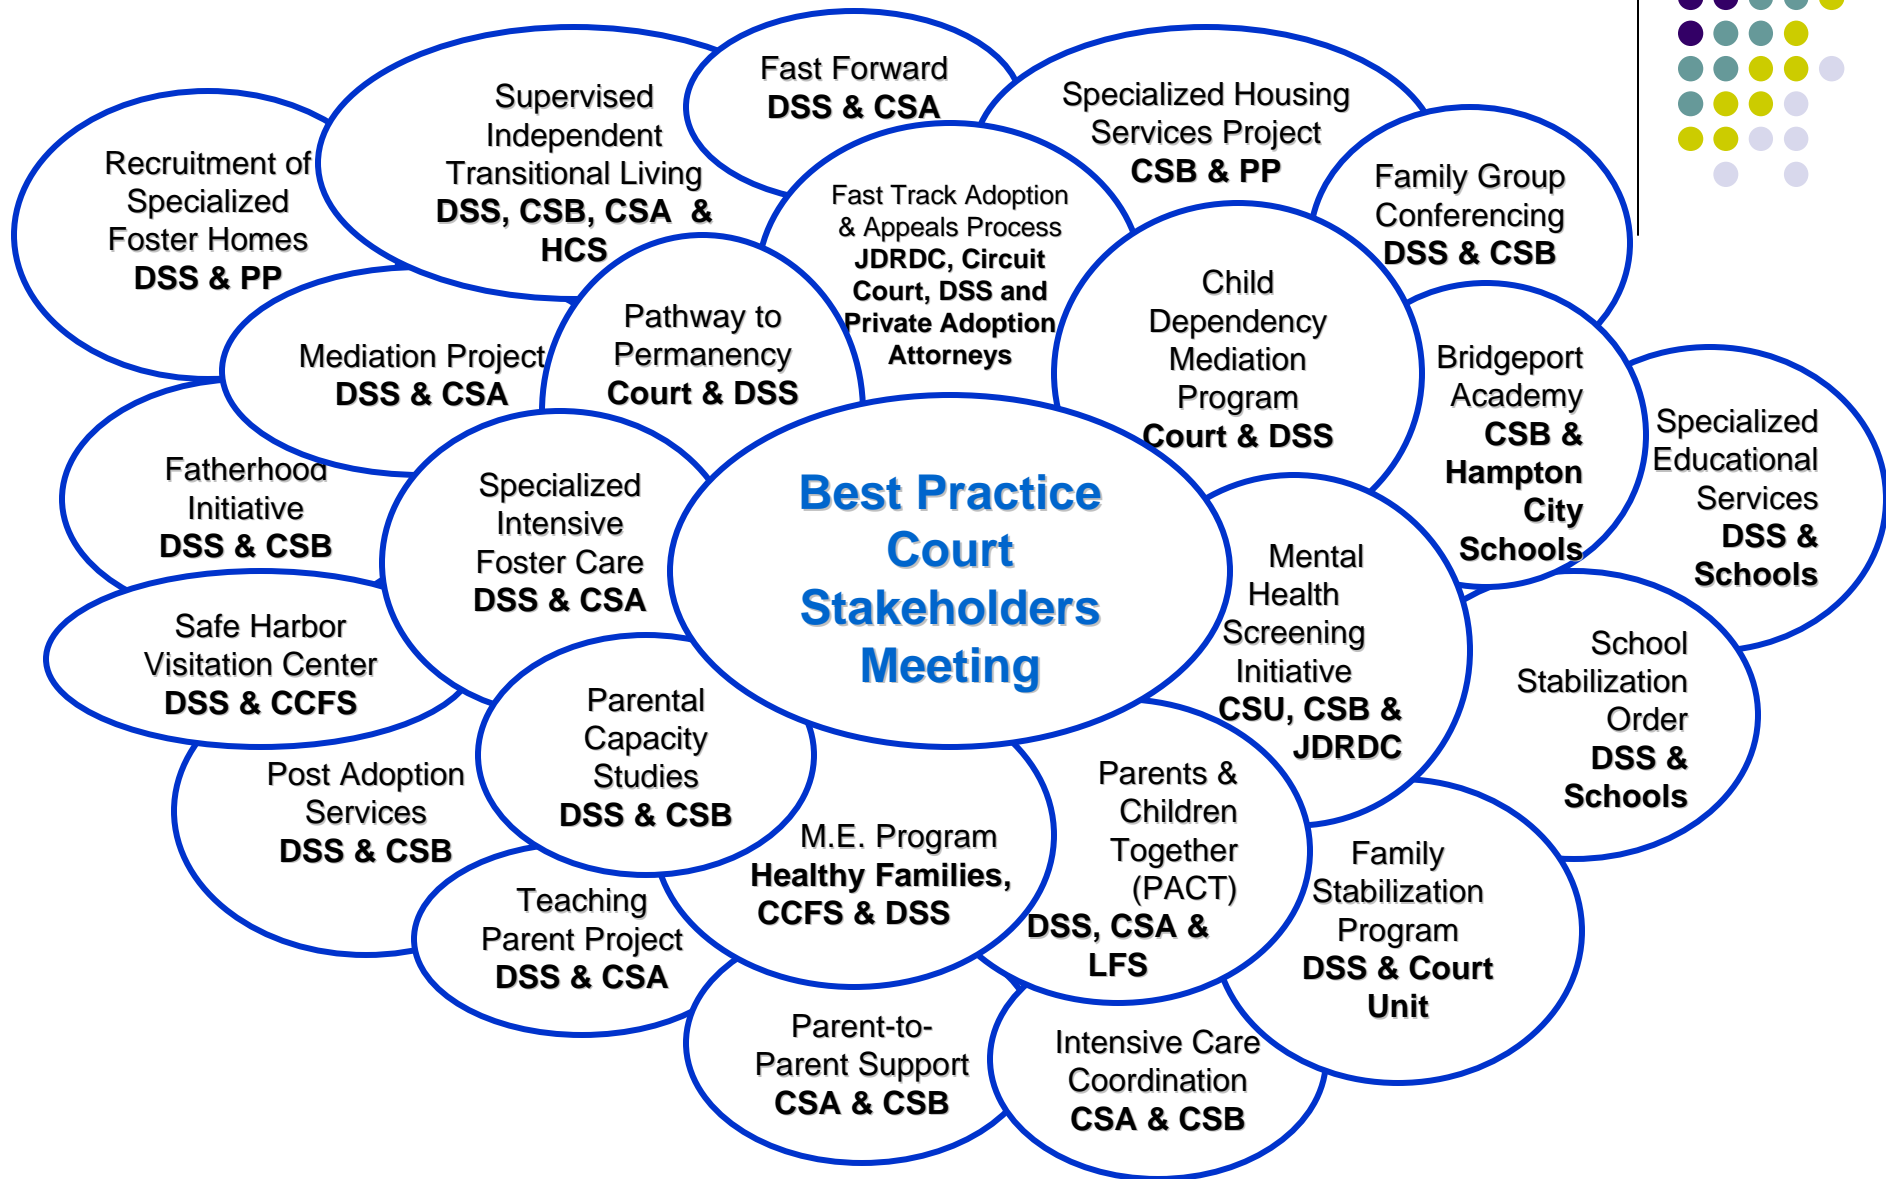 Fast Forward
DSS & CSA
Supervised
Independent
Transitional Living
DSS, CSB, CSA &
HCS
Specialized Housing
Services Project
CSB & PP
Recruitment of
Specialized
Foster Homes
DSS & PP
Fast Track Adoption
& Appeals Process
JDRDC, Circuit
Court, DSS and
Private Adoption
Attorneys
Family Group
Conferencing
DSS & CSB
Mediation Project
DSS & CSA
Pathway to
Permanency
Court & DSS
Child
Dependency
Mediation
Program
Court & DSS
Bridgeport
Academy
CSB &
Hampton
City
Schools
Specialized
Educational
Services
DSS &
Schools
Fatherhood
Initiative
DSS & CSB
Specialized
Intensive
Foster Care
DSS & CSA
Best Practice
Court
Stakeholders
Meeting
Mental
Health
Screening
Initiative
CSU, CSB &
JDRDC
School
Stabilization
Order
DSS &
Schools
Safe Harbor
Visitation Center
DSS & CCFS
Parental
Capacity
Studies
DSS & CSB
Post Adoption
Services
DSS & CSB
M.E. Program
Healthy Families,
CCFS & DSS
Parents &
Children
Together
(PACT)
DSS, CSA &
LFS
Family
Stabilization
Program
DSS & Court
Unit
Teaching
Parent Project
DSS & CSA
Parent-to-
Parent Support
CSA & CSB
Intensive Care
Coordination
CSA & CSB